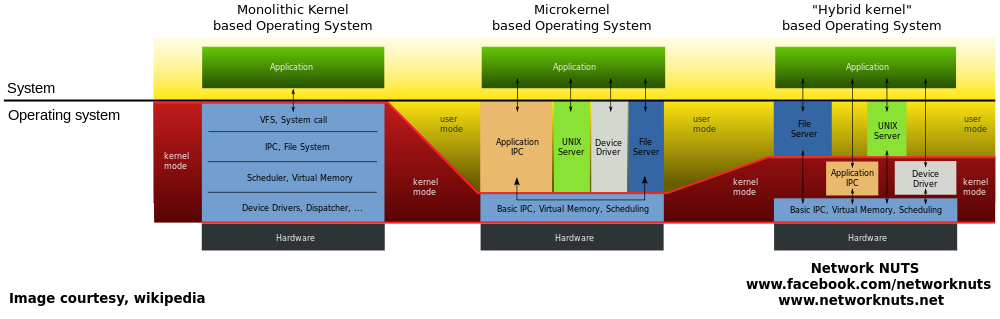 Monolithic Kernel
based Operating System
Microkernel
based Operating System
"Hybrid kernel"
based Operating System
Application
Application
Application
System
Operating system
VFS, System call
IPC, File System
Scheduler, Virtual Memory
Device Drivers, Dispatcher, ...
Hardware
kernel
mode
kernel
mode
user
mode
Application
IPC
UNIX
Server
Device
Driver
File
Server
Basic IPC, Virtual Memory, Scheduling
Hardware
user
mode
kernel
mode
File
Server
UNIX
Server
user
mode
Application
IPC
Device
Driver
kernel
mode
Basic IPC, Virtual Memory, Scheduling
Hardware
Image courtesy, wikipedia
Network NUTS
www.facebook.com/networknuts
www.networknuts.net